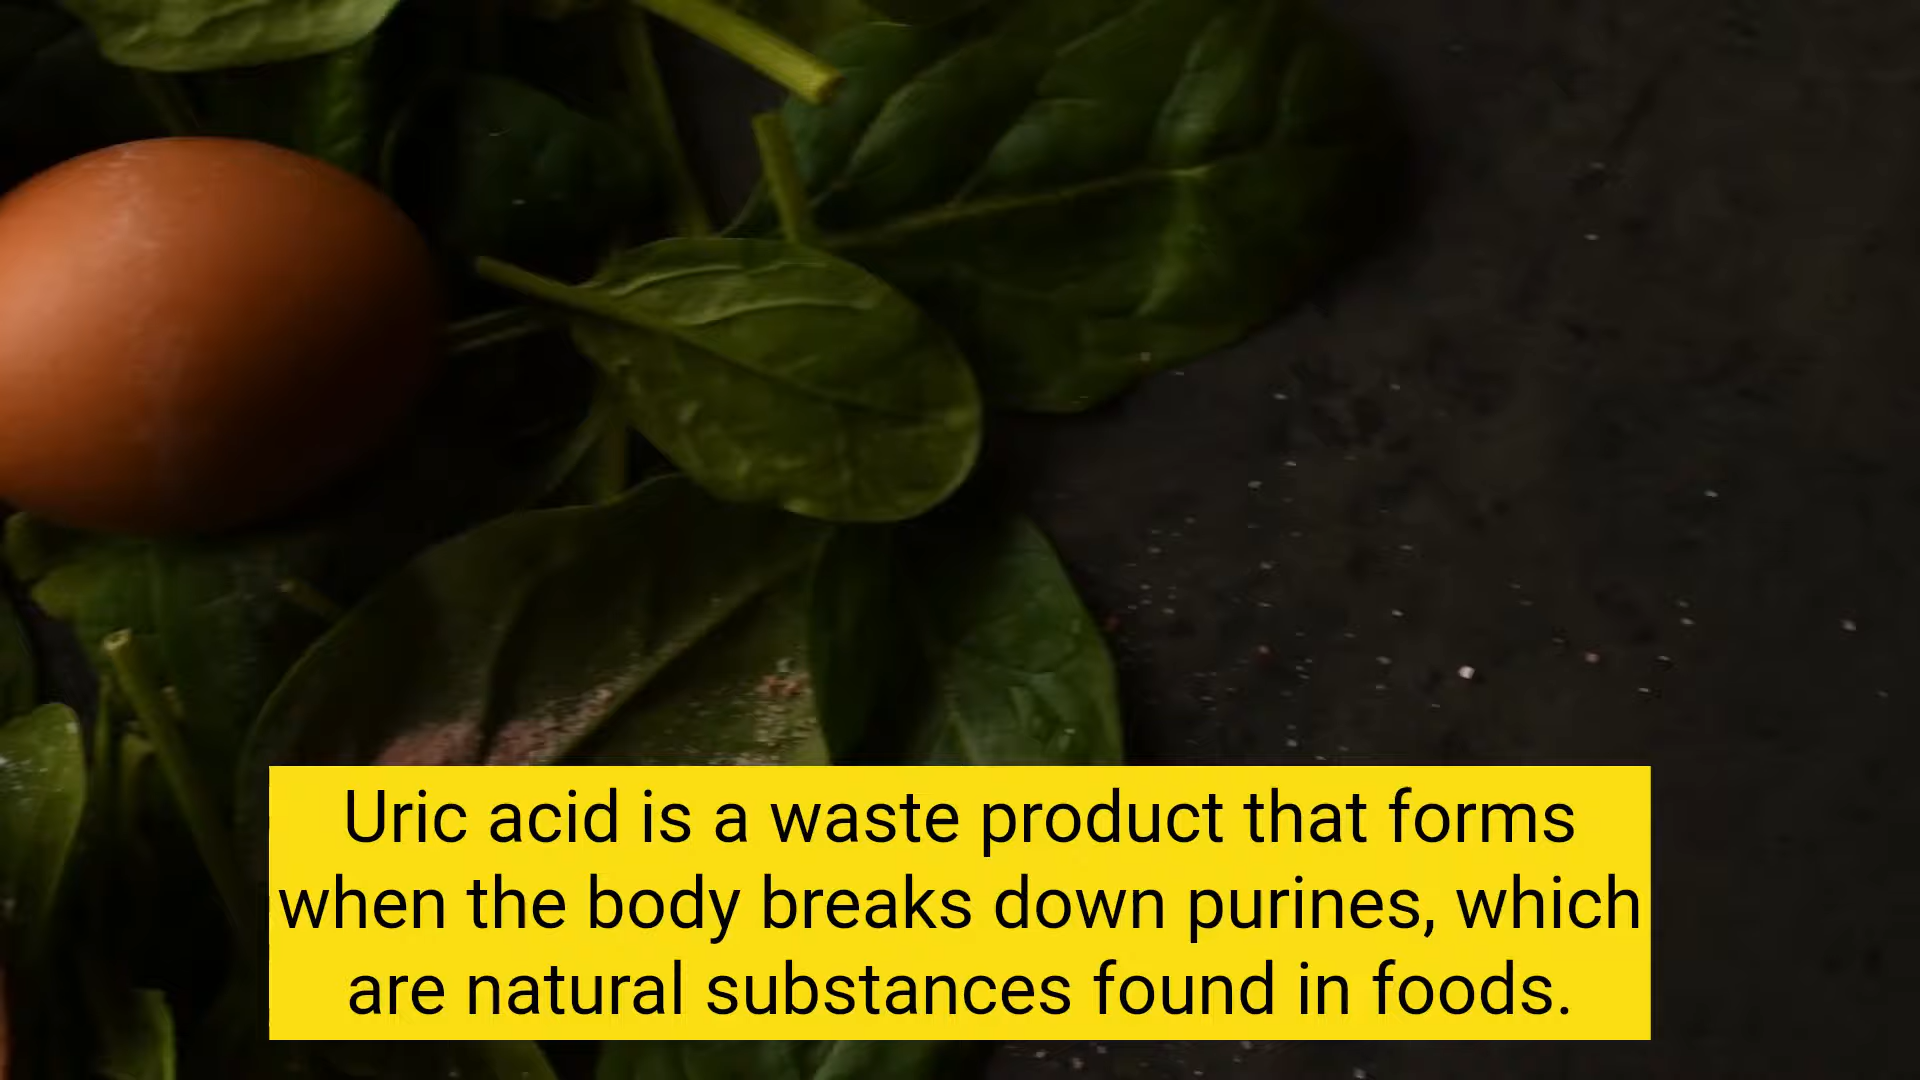 Uric acid is a waste product that forms
when the body breaks down purines, which
are natural substances found in foods.